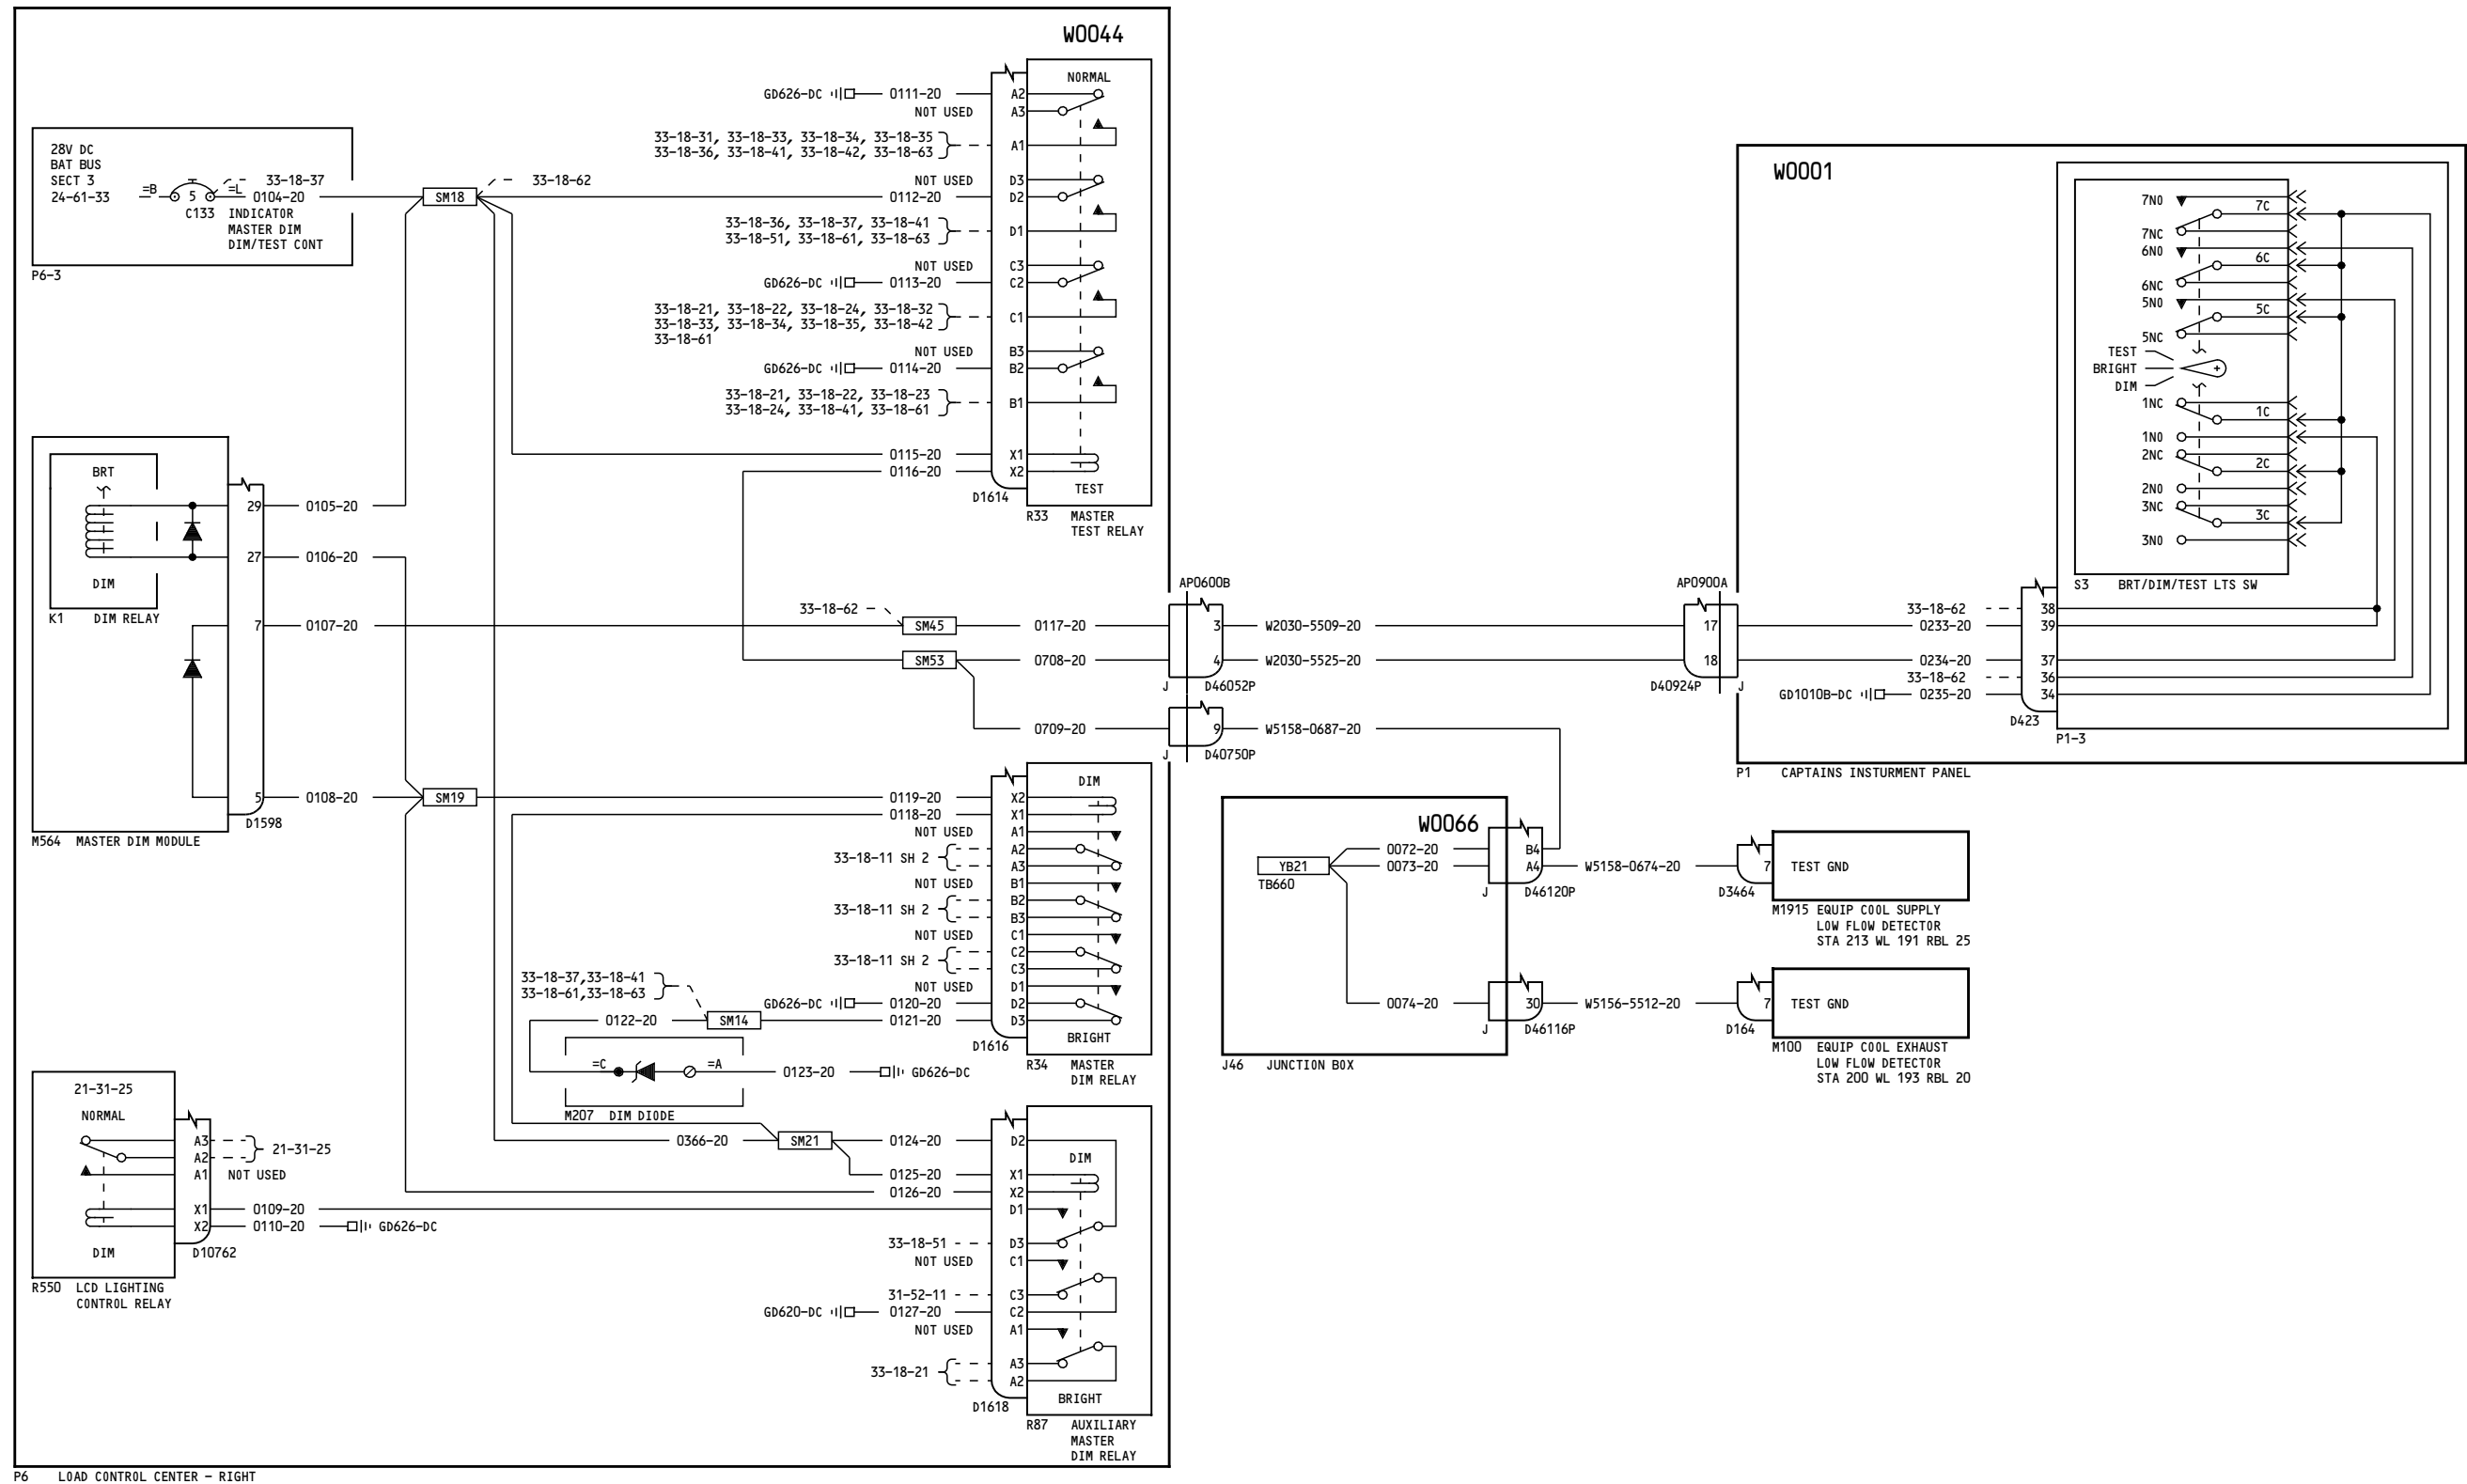 W0044
NORMAL
GD626-DC 0111-20 A2
NOT USED A3
33-18-31, 33-18-33, 33-18-34, 33-18-35
33-18-36, 33-18-41, 33-18-42, 33-18-63
A1
NOT USED D3
33-18-62
0112-20 D2
33-18-36, 33-18-37, 33-18-41
33-18-51, 33-18-61, 33-18-63
D1
NOT USED C3
GD626-DC 0113-20 C2
33-18-21, 33-18-22, 33-18-24, 33-18-32
33-18-33, 33-18-34, 33-18-35, 33-18-42
33-18-61
C1
NOT USED B3
GD626-DC 0114-20 B2
33-18-21, 33-18-22, 33-18-23
33-18-24, 33-18-41, 33-18-61
B1
0115-20 X1
0116-20 X2
TEST
D1614
R33 MASTER
TEST RELAY
28V DC
BAT BUS
SECT 3
24-61-33
=B 5 =L
33-18-37
0104-20
SM18
C133 INDICATOR
MASTER DIM
DIM/TEST CONT
P6-3
BRT
DIM
K1 DIM RELAY
29 0105-20
27 0106-20
7 0107-20
5 0108-20
D1598
M564 MASTER DIM MODULE
SM19
33-18-62
SM45 0117-20
SM53 0708-20
0709-20
AP0600B
3 W2030-5509-20
4 W2030-5525-20
J D46052P
9 W5158-0687-20
J D40750P
AP0900A
17
18
D40924P J
W0001
7NO
7C
7NC
6NO
6C
6NC
5NO
5C
5NC
TEST
BRIGHT
DIM
1NC
1C
1NO
2NC
2C
2NO
3NC
3C
3NO
S3 BRT/DIM/TEST LTS SW
33-18-62 38
0233-20 39
0234-20 37
33-18-62 36
GD1010B-DC 0235-20 34
D423
P1-3
P1 CAPTAINS INSTURMENT PANEL
DIM
0119-20 X2
0118-20 X1
NOT USED A1
33-18-11 SH 2
A2
A3
NOT USED B1
33-18-11 SH 2
B2
B3
NOT USED C1
33-18-11 SH 2
C2
C3
NOT USED D1
GD626-DC 0120-20 D2
33-18-37,33-18-41
33-18-61,33-18-63
0122-20 SM14 0121-20 D3
BRIGHT
D1616
R34 MASTER
DIM RELAY
=C =A 0123-20 GD626-DC
M207 DIM DIODE
W0066
YB21
TB660
0072-20 B4
0073-20 A4
W5158-0674-20
J D46120P
7 TEST GND
D3464
M1915 EQUIP COOL SUPPLY
LOW FLOW DETECTOR
STA 213 WL 191 RBL 25
0074-20 30 W5156-5512-20
J D46116P
7 TEST GND
D164
M100 EQUIP COOL EXHAUST
LOW FLOW DETECTOR
STA 200 WL 193 RBL 20
J46 JUNCTION BOX
21-31-25
NORMAL
A3
A2
21-31-25
A1 NOT USED
X1 0109-20
X2 0110-20 GD626-DC
DIM
D10762
R550 LCD LIGHTING
CONTROL RELAY
0366-20 SM21 0124-20 D2
DIM
0125-20 X1
0126-20 X2
D1
33-18-51 D3
NOT USED C1
31-52-11 C3
GD620-DC 0127-20 C2
NOT USED A1
33-18-21
A3
A2
BRIGHT
D1618
R87 AUXILIARY
MASTER
DIM RELAY
P6 LOAD CONTROL CENTER - RIGHT